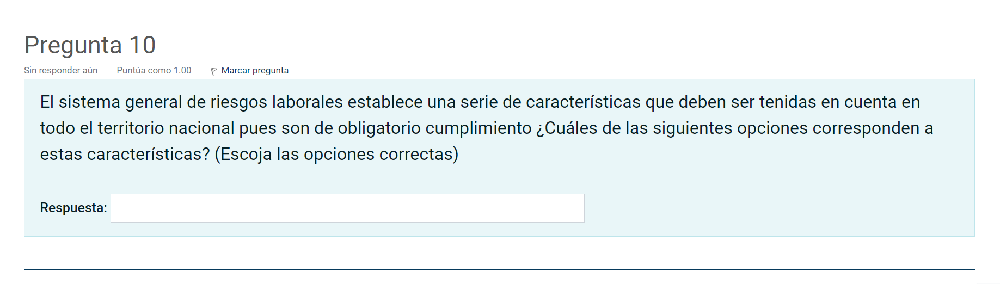 Pregunta 10
Sin responder aún Puntúa como 1.00 Marcar pregunta
El sistema general de riesgos laborales establece una serie de características que deben ser tenidas en cuenta en
todo el territorio nacional pues son de obligatorio cumplimiento ¿Cuáles de las siguientes opciones corresponden a
estas características? (Escoja las opciones correctas)
Respuesta: